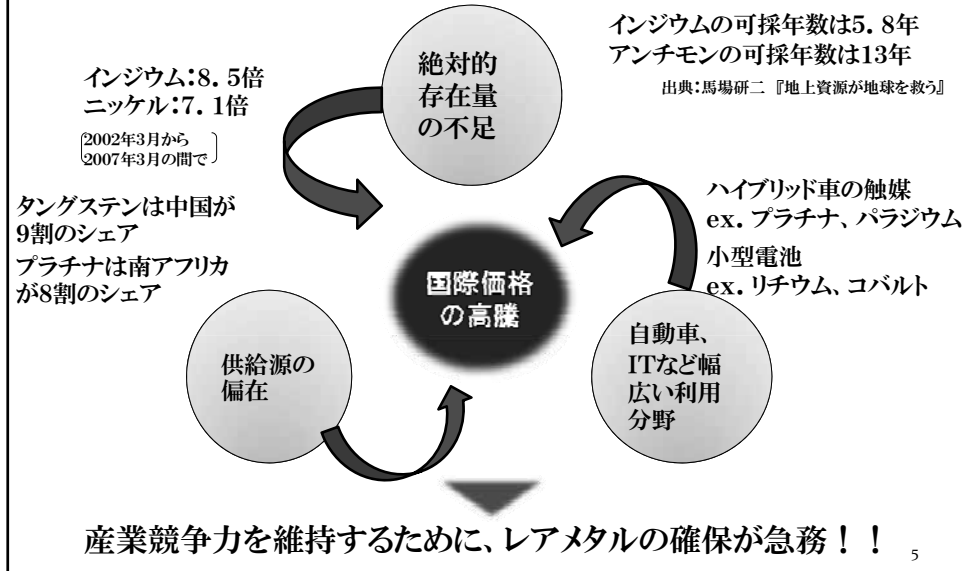 インジウムの可採年数は5.8年
アンチモンの可採年数は13年
出典:馬場研二『地上資源が地球を救う』
絶対的
存在量
の不足
インジウム:8.5倍
ニッケル:7.1倍
2002年3月から
2007年3月の間で
タングステンは中国が
9割のシェア
プラチナは南アフリカ
が8割のシェア
ハイブリッド車の触媒
ex.プラチナ、パラジウム
小型電池
ex.リチウム、コバルト
国際価格
の高騰
供給源の
偏在
自動車、
ITなど幅
広い利用
分野
産業競争力を維持するために、レアメタルの確保が急務!!
5